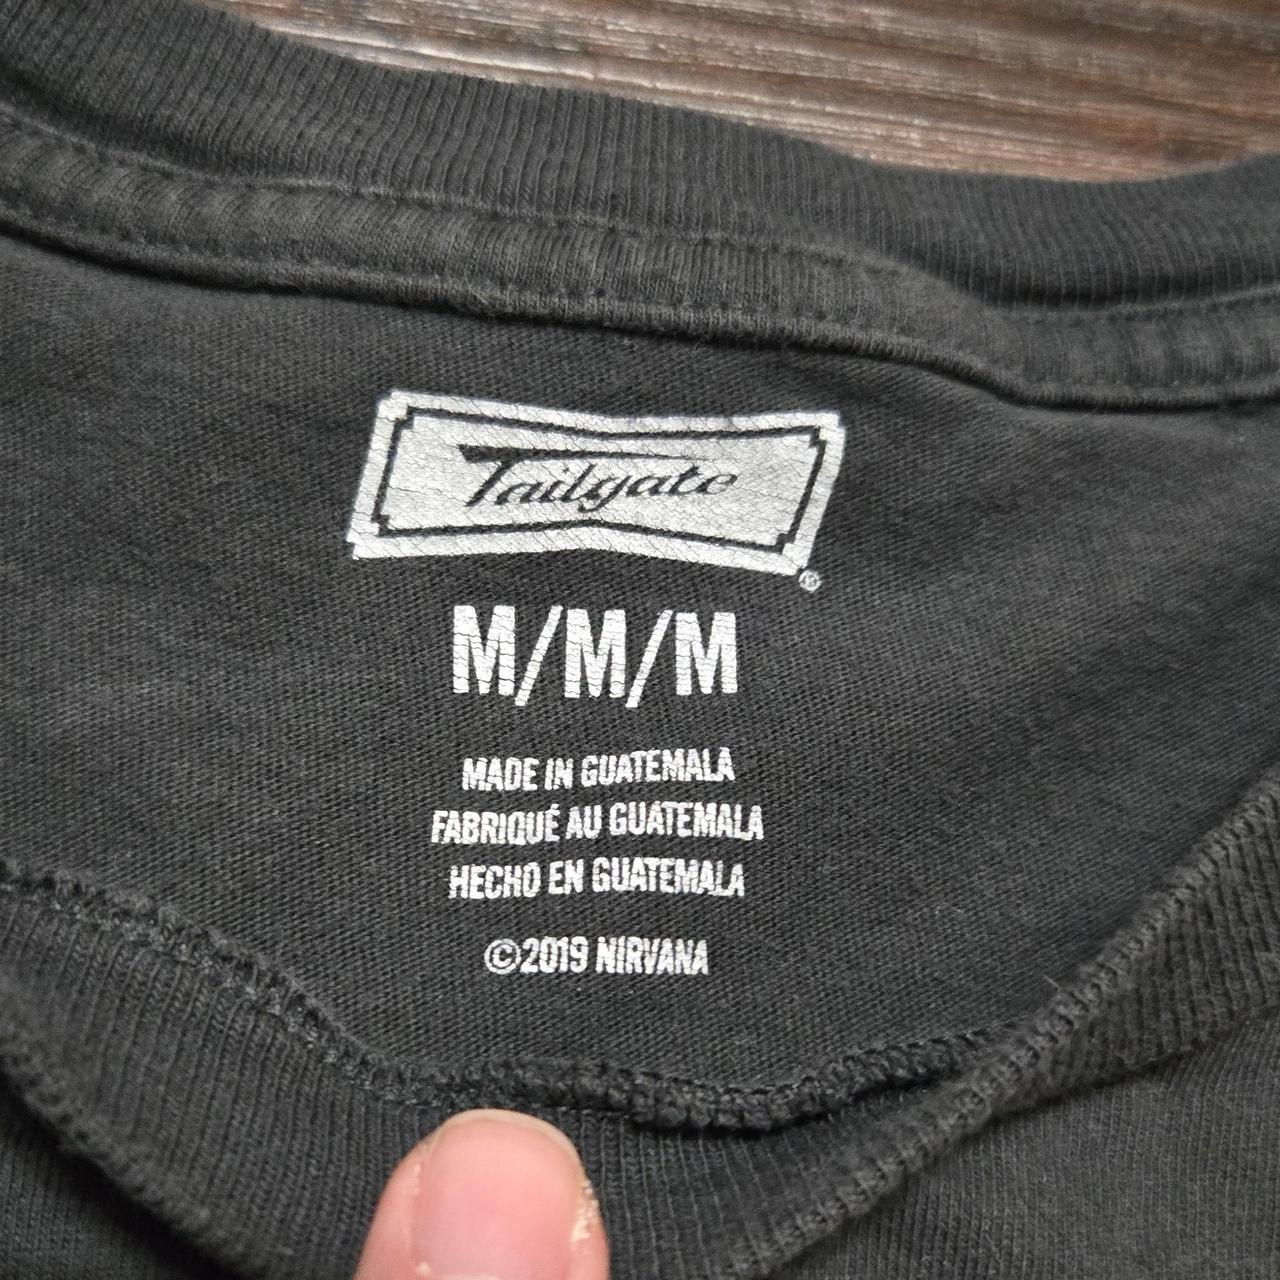 Tailgate
®
M/M/M
MADE IN GUATEMALA
FABRIQUÉ AU GUATEMALA
HECHO EN GUATEMALA
©2019 NIRVANA